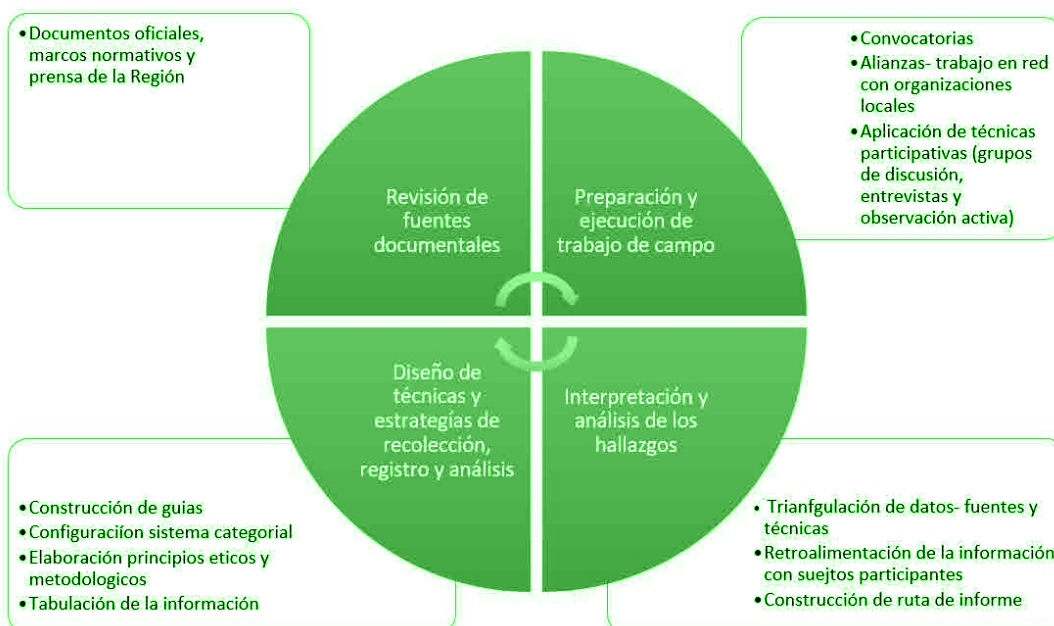 •Documentos oficiales,
marcos normativos y
prensa de la Región
•Convocatorias
•Alianzas- trabajo en red
con organizaciones
locales
•Aplicación de técnicas
participativas (grupos
de discusión,
entrevistas y
observación activa)
Revisión de
fuentes
documentales
Preparación y
ejecución de
trabajo de campo
Diseño de
técnicas y
estrategías de
recolección,
registro y análisis
Interpretación y
análisis de los
hallazgos
•Construcción de guias
•Configuraciíon sistema categorial
•Elaboración principios eticos y
metodologicos
•Tabulación de la información
• Trianfgulación de datos- fuentes y
técnicas
•Retroalimentación de la información
con suejtos participantes
•Construcción de ruta de informe